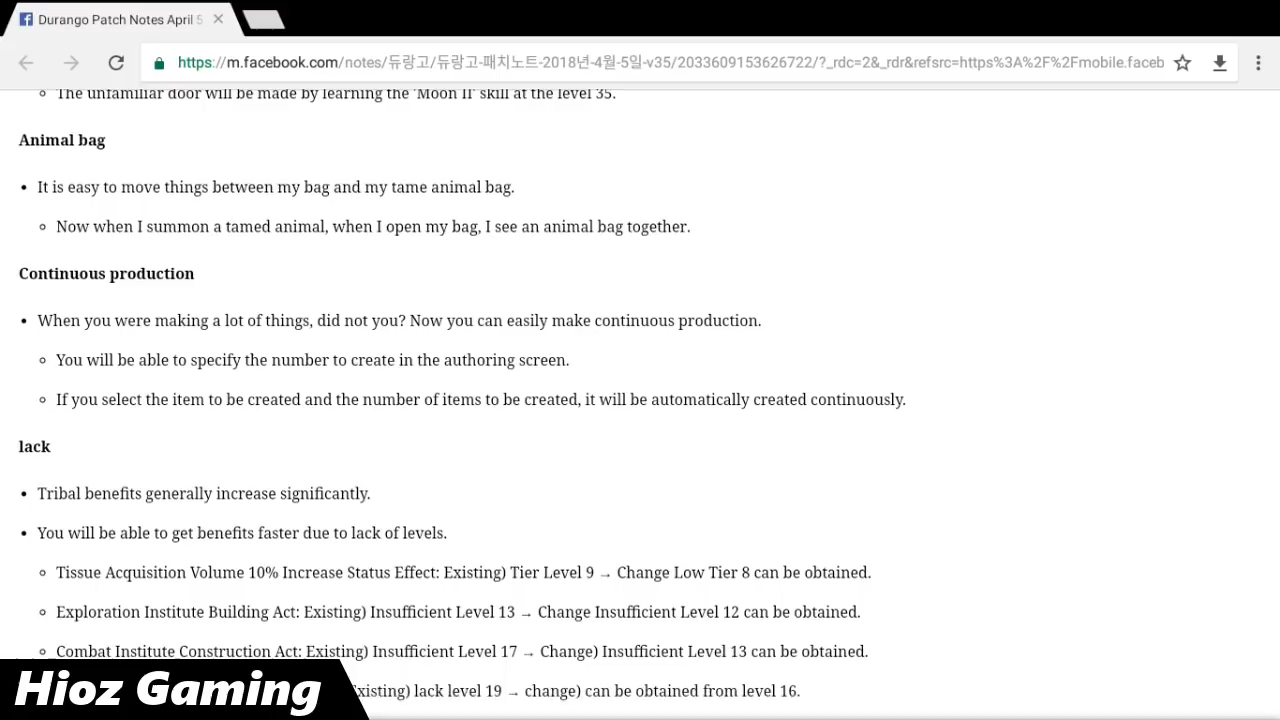 Durango Patch Notes April 5
https://m.facebook.com/notes/듀랑고/듀랑고-패치노트-2018년-4월-5일-v35/2033609153626722/?_rdc=2&_rdr&refsrc=https%3A%2F%2Fmobile.faceb
The unfamiliar door will be made by learning the 'Moon II' skill at the level 35.
Animal bag
It is easy to move things between my bag and my tame animal bag.
Now when I summon a tamed animal, when I open my bag, I see an animal bag together.
Continuous production
When you were making a lot of things, did not you? Now you can easily make continuous production.
You will be able to specify the number to create in the authoring screen.
If you select the item to be created and the number of items to be created, it will be automatically created continuously.
lack
Tribal benefits generally increase significantly.
You will be able to get benefits faster due to lack of levels.
Tissue Acquisition Volume 10% Increase Status Effect: Existing) Tier Level 9 → Change Low Tier 8 can be obtained.
Exploration Institute Building Act: Existing) Insufficient Level 13 → Change Insufficient Level 12 can be obtained.
Combat Institute Construction Act: Existing) Insufficient Level 17 → Change) Insufficient Level 13 can be obtained.
xisting) lack level 19 → change) can be obtained from level 16.
Hioz Gaming